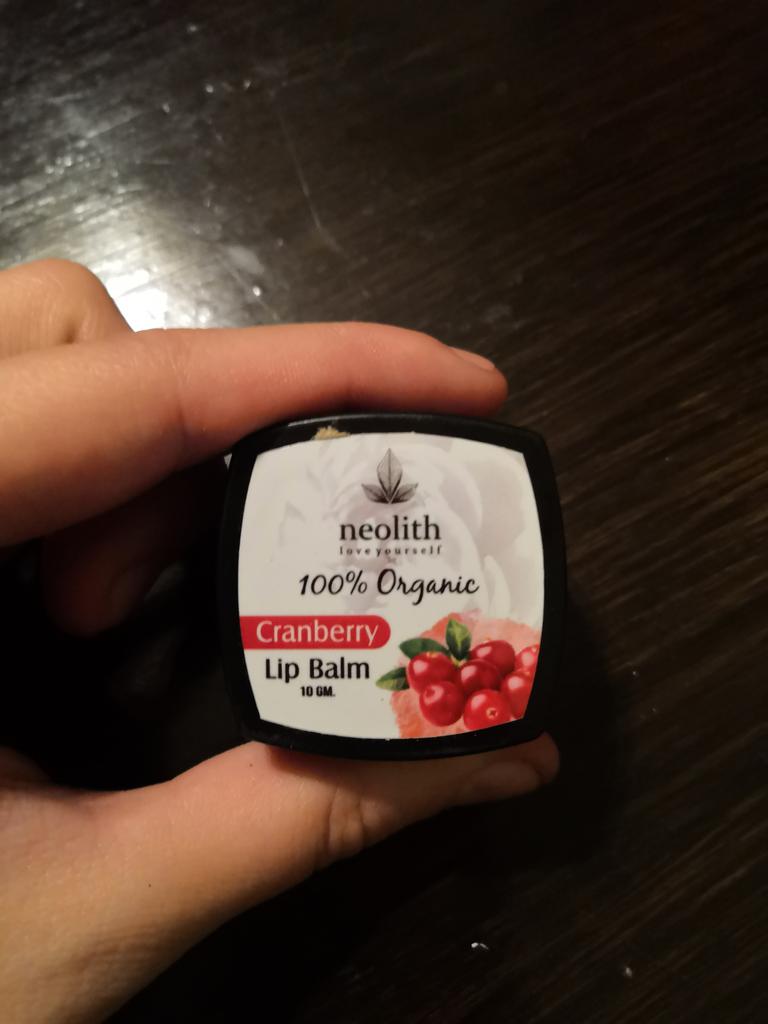 neolith
love yourself
100% Organic
Cranberry
Lip Balm
10 GM.